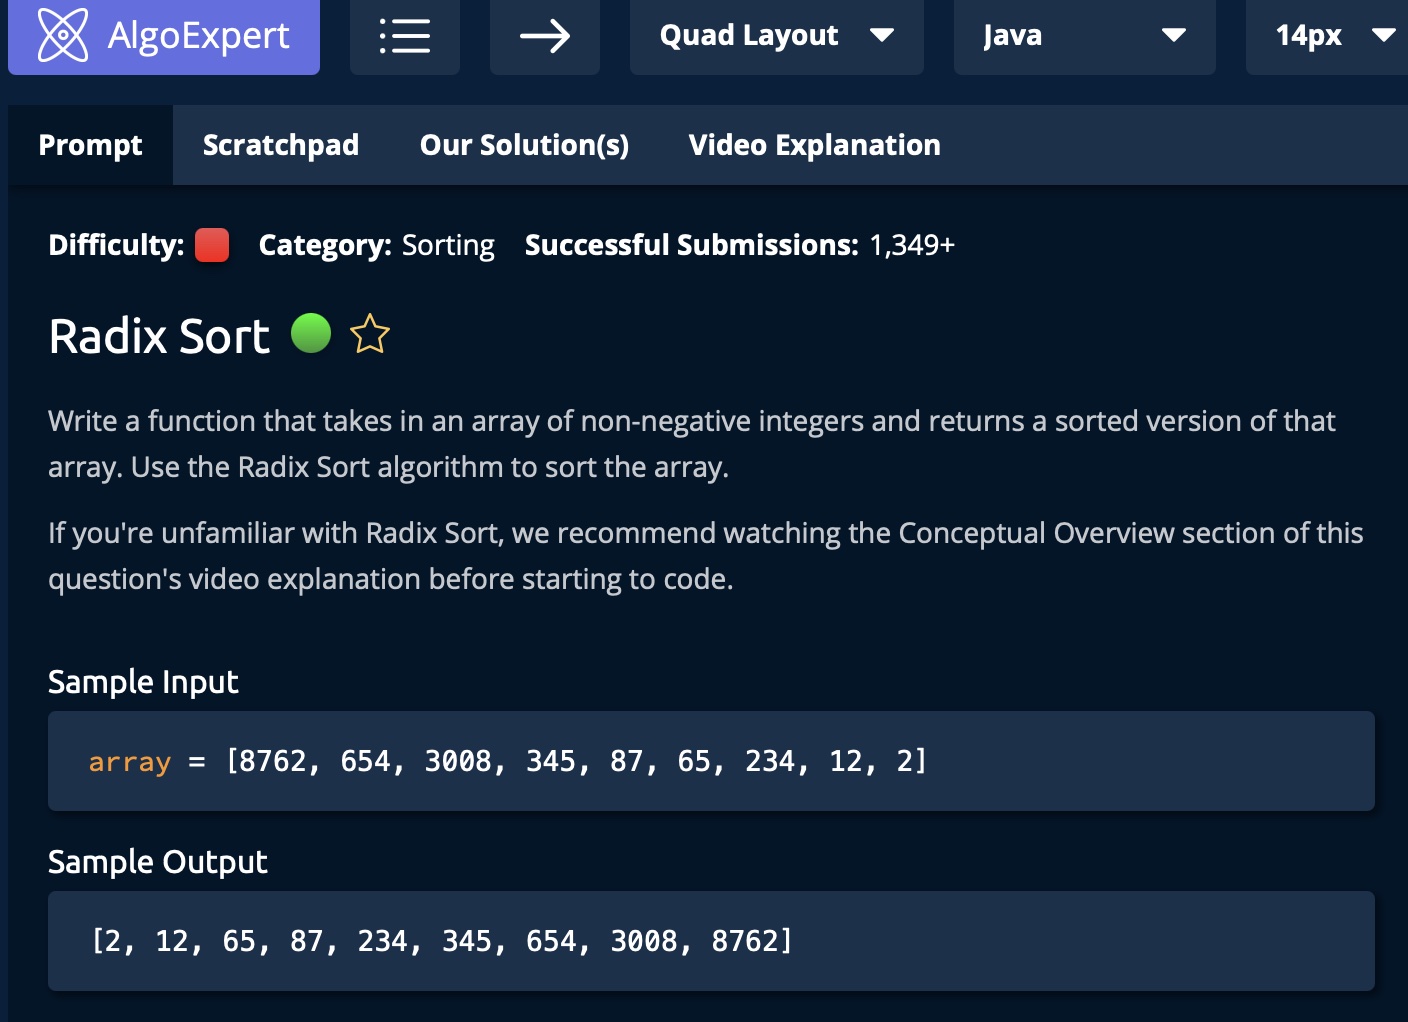 AlgoExpert
Quad Layout
Java
14px
Prompt Scratchpad Our Solution(s) Video Explanation
Difficulty: Category: Sorting Successful Submissions: 1,349+
Radix Sort
Write a function that takes in an array of non-negative integers and returns a sorted version of that
array. Use the Radix Sort algorithm to sort the array.
If you're unfamiliar with Radix Sort, we recommend watching the Conceptual Overview section of this
question's video explanation before starting to code.
Sample Input
array = [8762, 654, 3008, 345, 87, 65, 234, 12, 2]
Sample Output
[2, 12, 65, 87, 234, 345, 654, 3008, 8762]